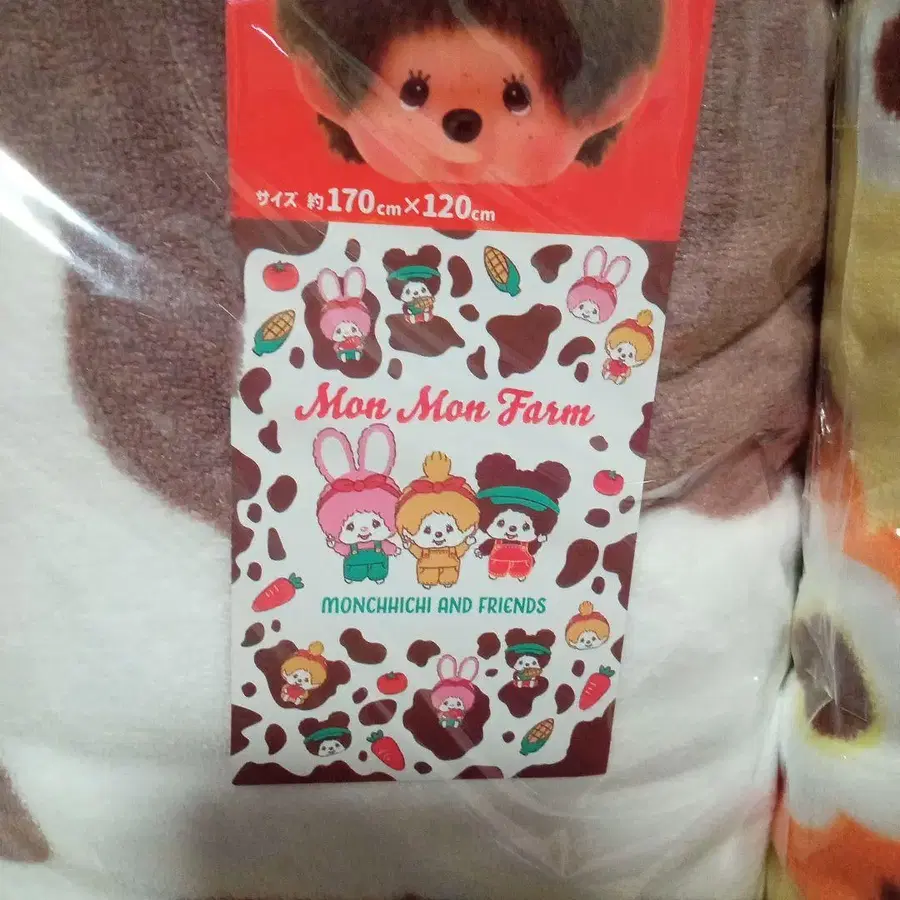 サイズ 約170cm×120cm
Mon Mon Farm
MONCHHICHI AND FRIENDS